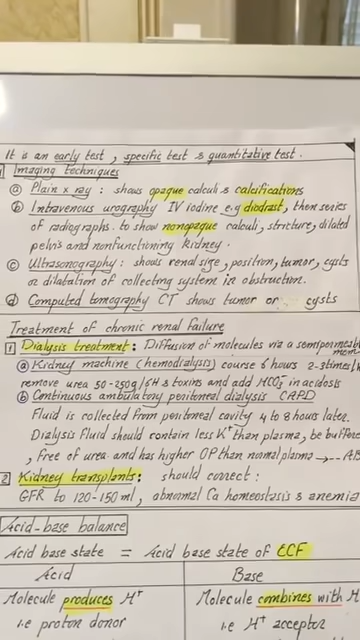 It is an early test, specific test & quantitative test.
Imaging techniques
ⓐ Plain x ray : shows opaque calculi & calcifications
ⓑ Intravenous urography IV iodine e.g diodrast, then series
of radiographs. to show nonopaque calculi, stricture, dilated
pelvis and nonfunctioning kidney.
ⓒ Ultrasonography : shows renal size, position, tumor, cysts
or dilatation of collecting system in obstruction.
ⓓ Computed tomography CT shows tumor or cysts
Treatment of chronic renal failure
1 Dialysis treatment : Diffusion of molecules via a semipermeable
mem
ⓐ Kidney machine (hemodialysis) course 6 hours 2-3times/
remove urea 50-250g/6H & toxins and add HCO3 in acidosis
ⓑ Continuous ambulatory peritoneal dialysis CAPD
Fluid is collected from peritoneal cavity 4 to 8 hours later.
Dialysis Fluid should contain less K+ than plasma, be buffere
, free of urea and has higher OP than normal plasma
2 Kidney transplants : should correct :
GFR to 120-150ml, abnormal Ca homeostasis & anemia
Acid-base balance
Acid base state = Acid base state of ECF
Acid Base
Molecule produces H+ Molecule combines with H
i.e proton donor i.e H+ acceptor